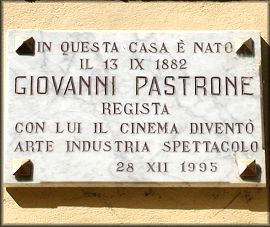 IN QUESTA CASA È NATO
IL 13 IX 1882
GIOVANNI PASTRONE
REGISTA
CON LUI IL CINEMA DIVENTÒ
ARTE INDUSTRIA SPETTACOLO
28 XII 1995